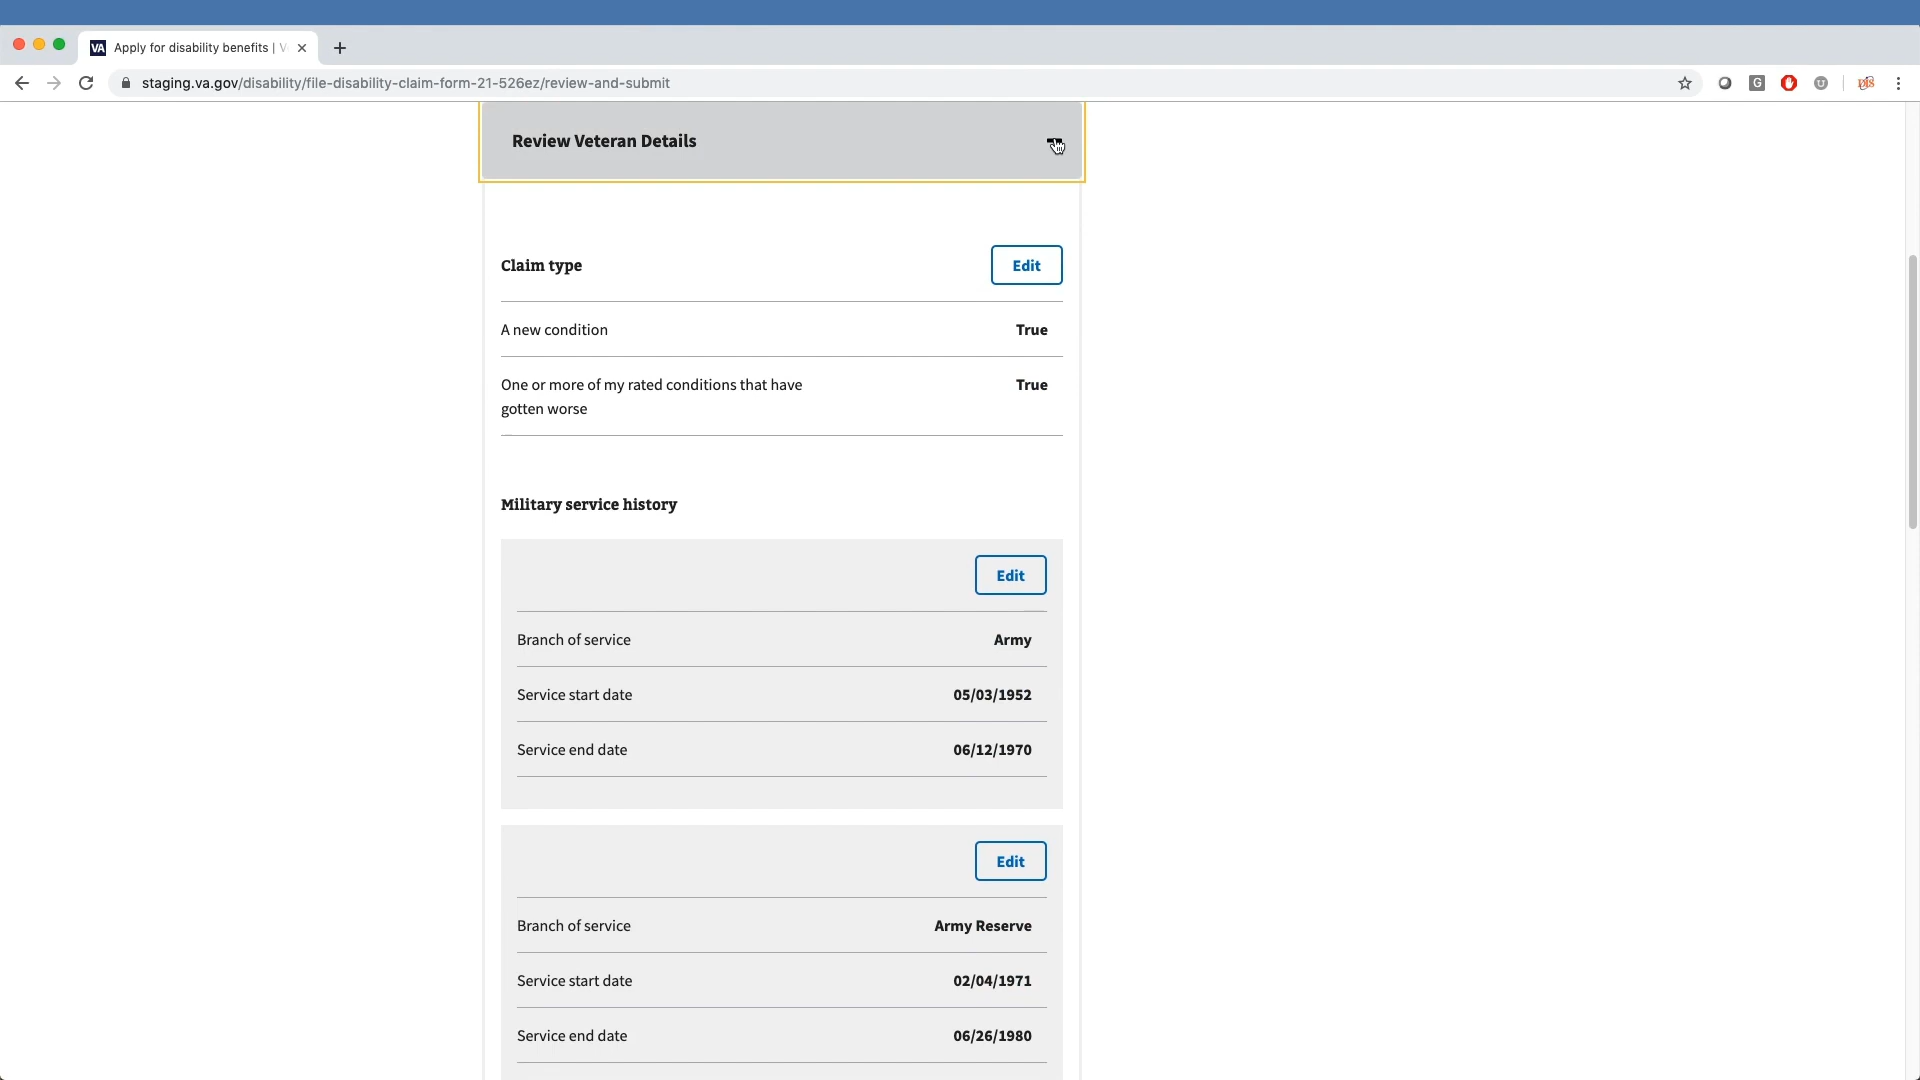 VA Apply for disability benefits | V
staging.va.gov/disability/file-disability-claim-form-21-526ez/review-and-submit
Review Veteran Details
Claim type
Edit
A new condition
True
One or more of my rated conditions that have
gotten worse
True
Military service history
Edit
Branch of service
Army
Service start date
05/03/1952
Service end date
06/12/1970
Edit
Branch of service
Army Reserve
Service start date
02/04/1971
Service end date
06/26/1980